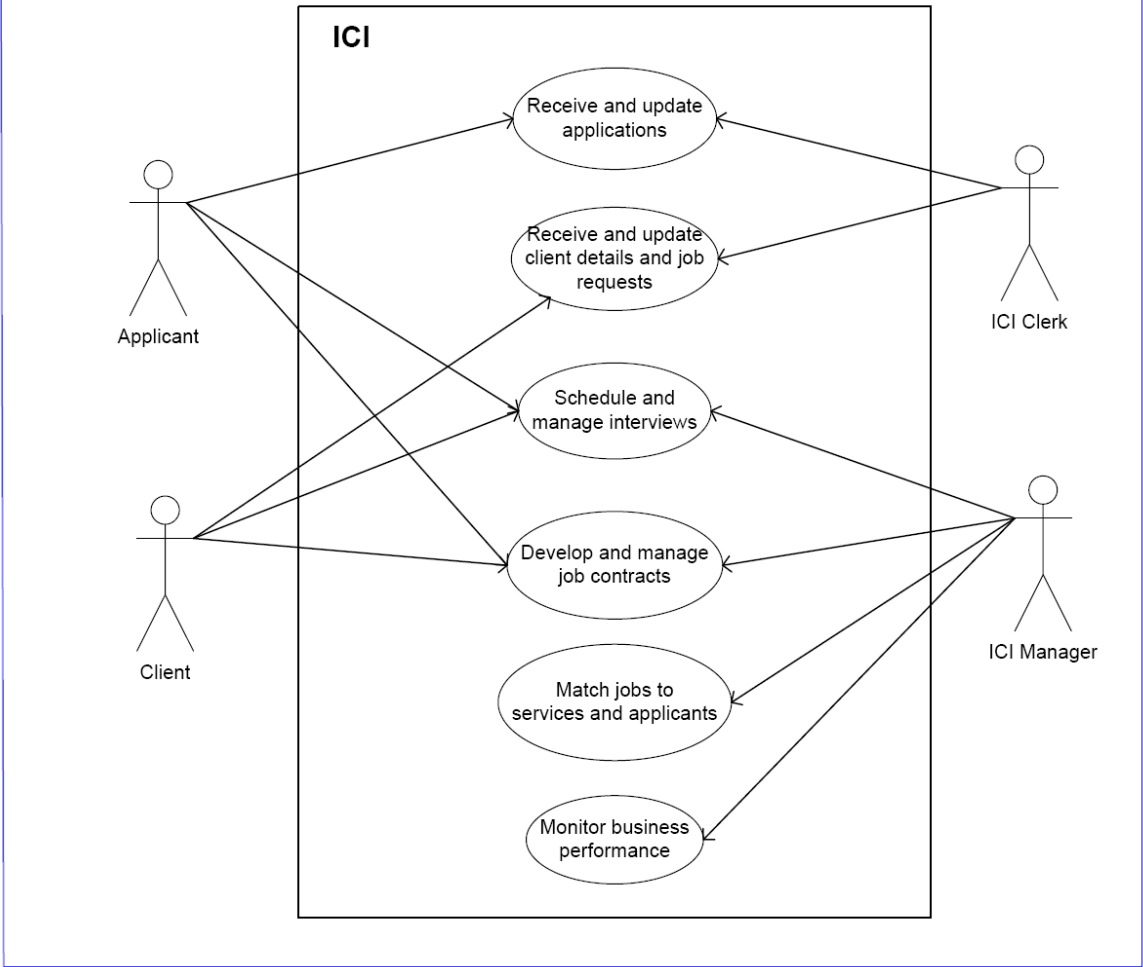 ICI
Receive and update
applications
Receive and update
client details and job
requests
Applicant
ICI Clerk
Schedule and
manage interviews
Develop and manage
job contracts
Client
ICI Manager
Match jobs to
services and applicants
Monitor business
performance